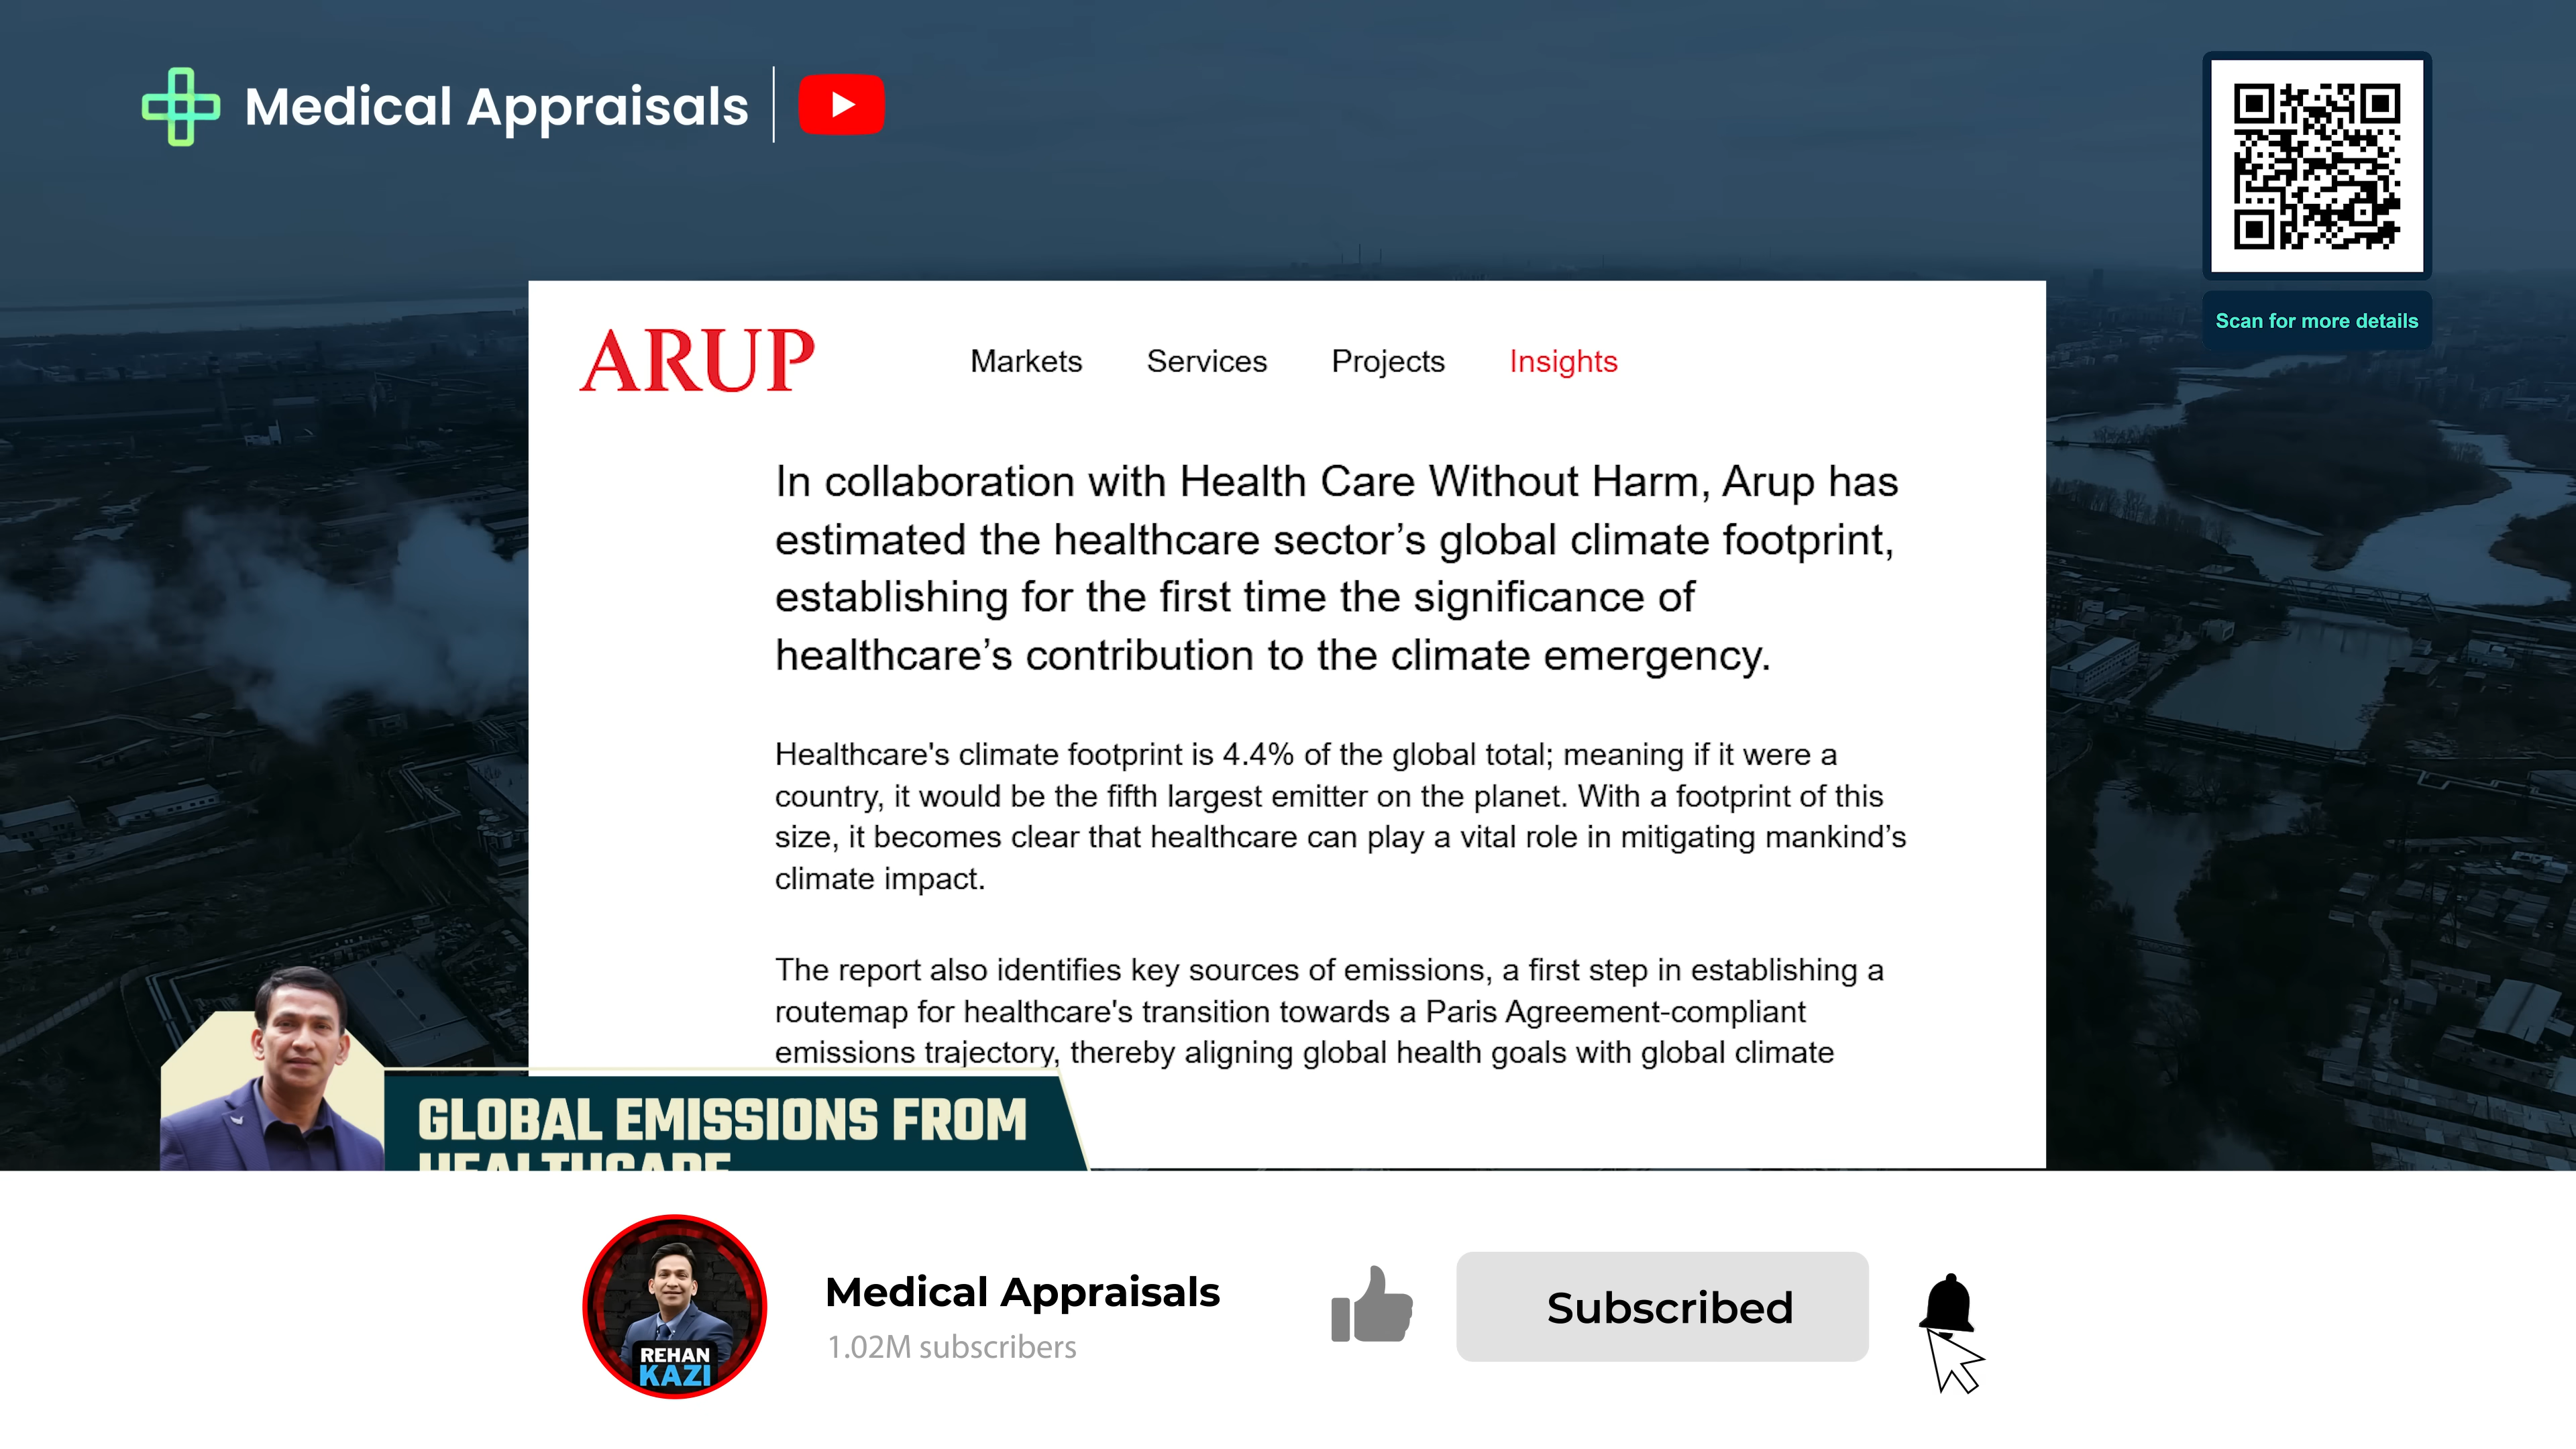 Medical Appraisals
Scan for more details
ARUP
Markets Services Projects Insights
In collaboration with Health Care Without Harm, Arup has
estimated the healthcare sector’s global climate footprint,
establishing for the first time the significance of
healthcare’s contribution to the climate emergency.
Healthcare's climate footprint is 4.4% of the global total; meaning if it were a
country, it would be the fifth largest emitter on the planet. With a footprint of this
size, it becomes clear that healthcare can play a vital role in mitigating mankind’s
climate impact.
The report also identifies key sources of emissions, a first step in establishing a
routemap for healthcare's transition towards a Paris Agreement-compliant
emissions trajectory, thereby aligning global health goals with global climate
GLOBAL EMISSIONS FROM
HEALTHCARE
REHAN
KAZI
Medical Appraisals
1.02M subscribers
Subscribed